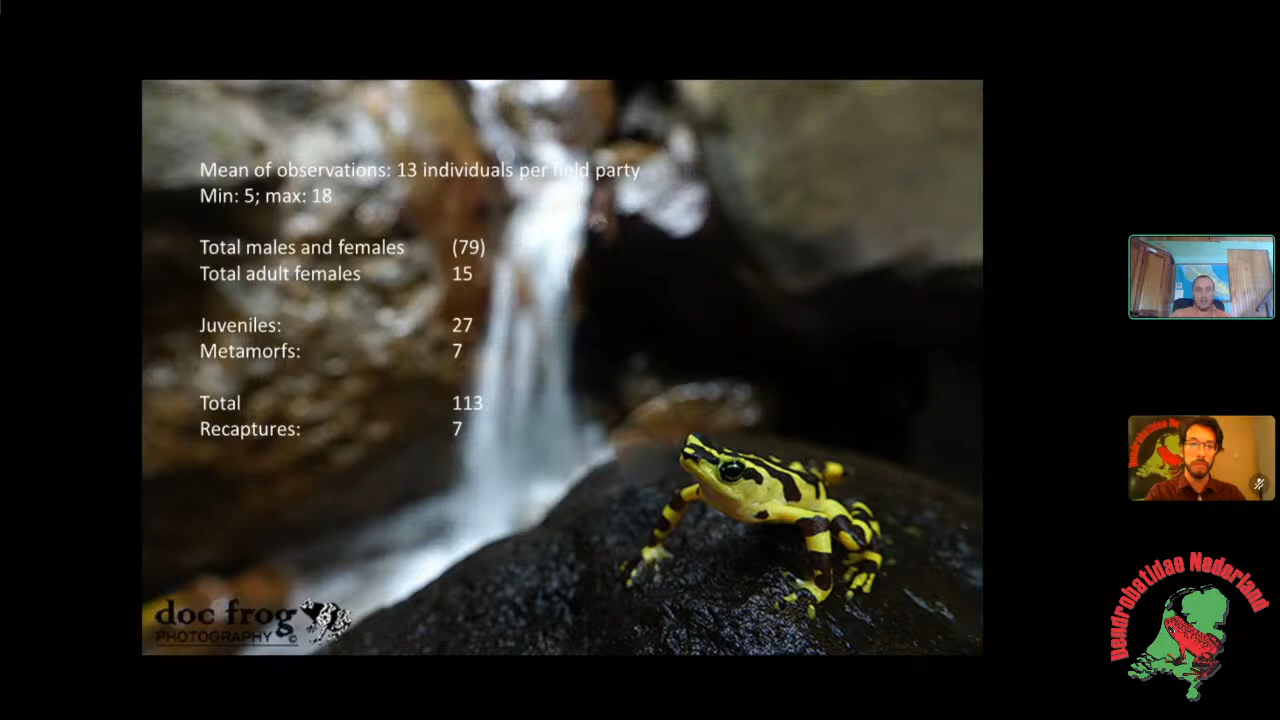 Mean of observations: 13 individuals per field party
Min: 5; max: 18
Total males and females (79)
Total adult females 15
Juveniles: 27
Metamorfs: 7
Total 113
Recaptures: 7
doc frog
PHOTOGRAPHY ©
Dendrobatidae Nederland